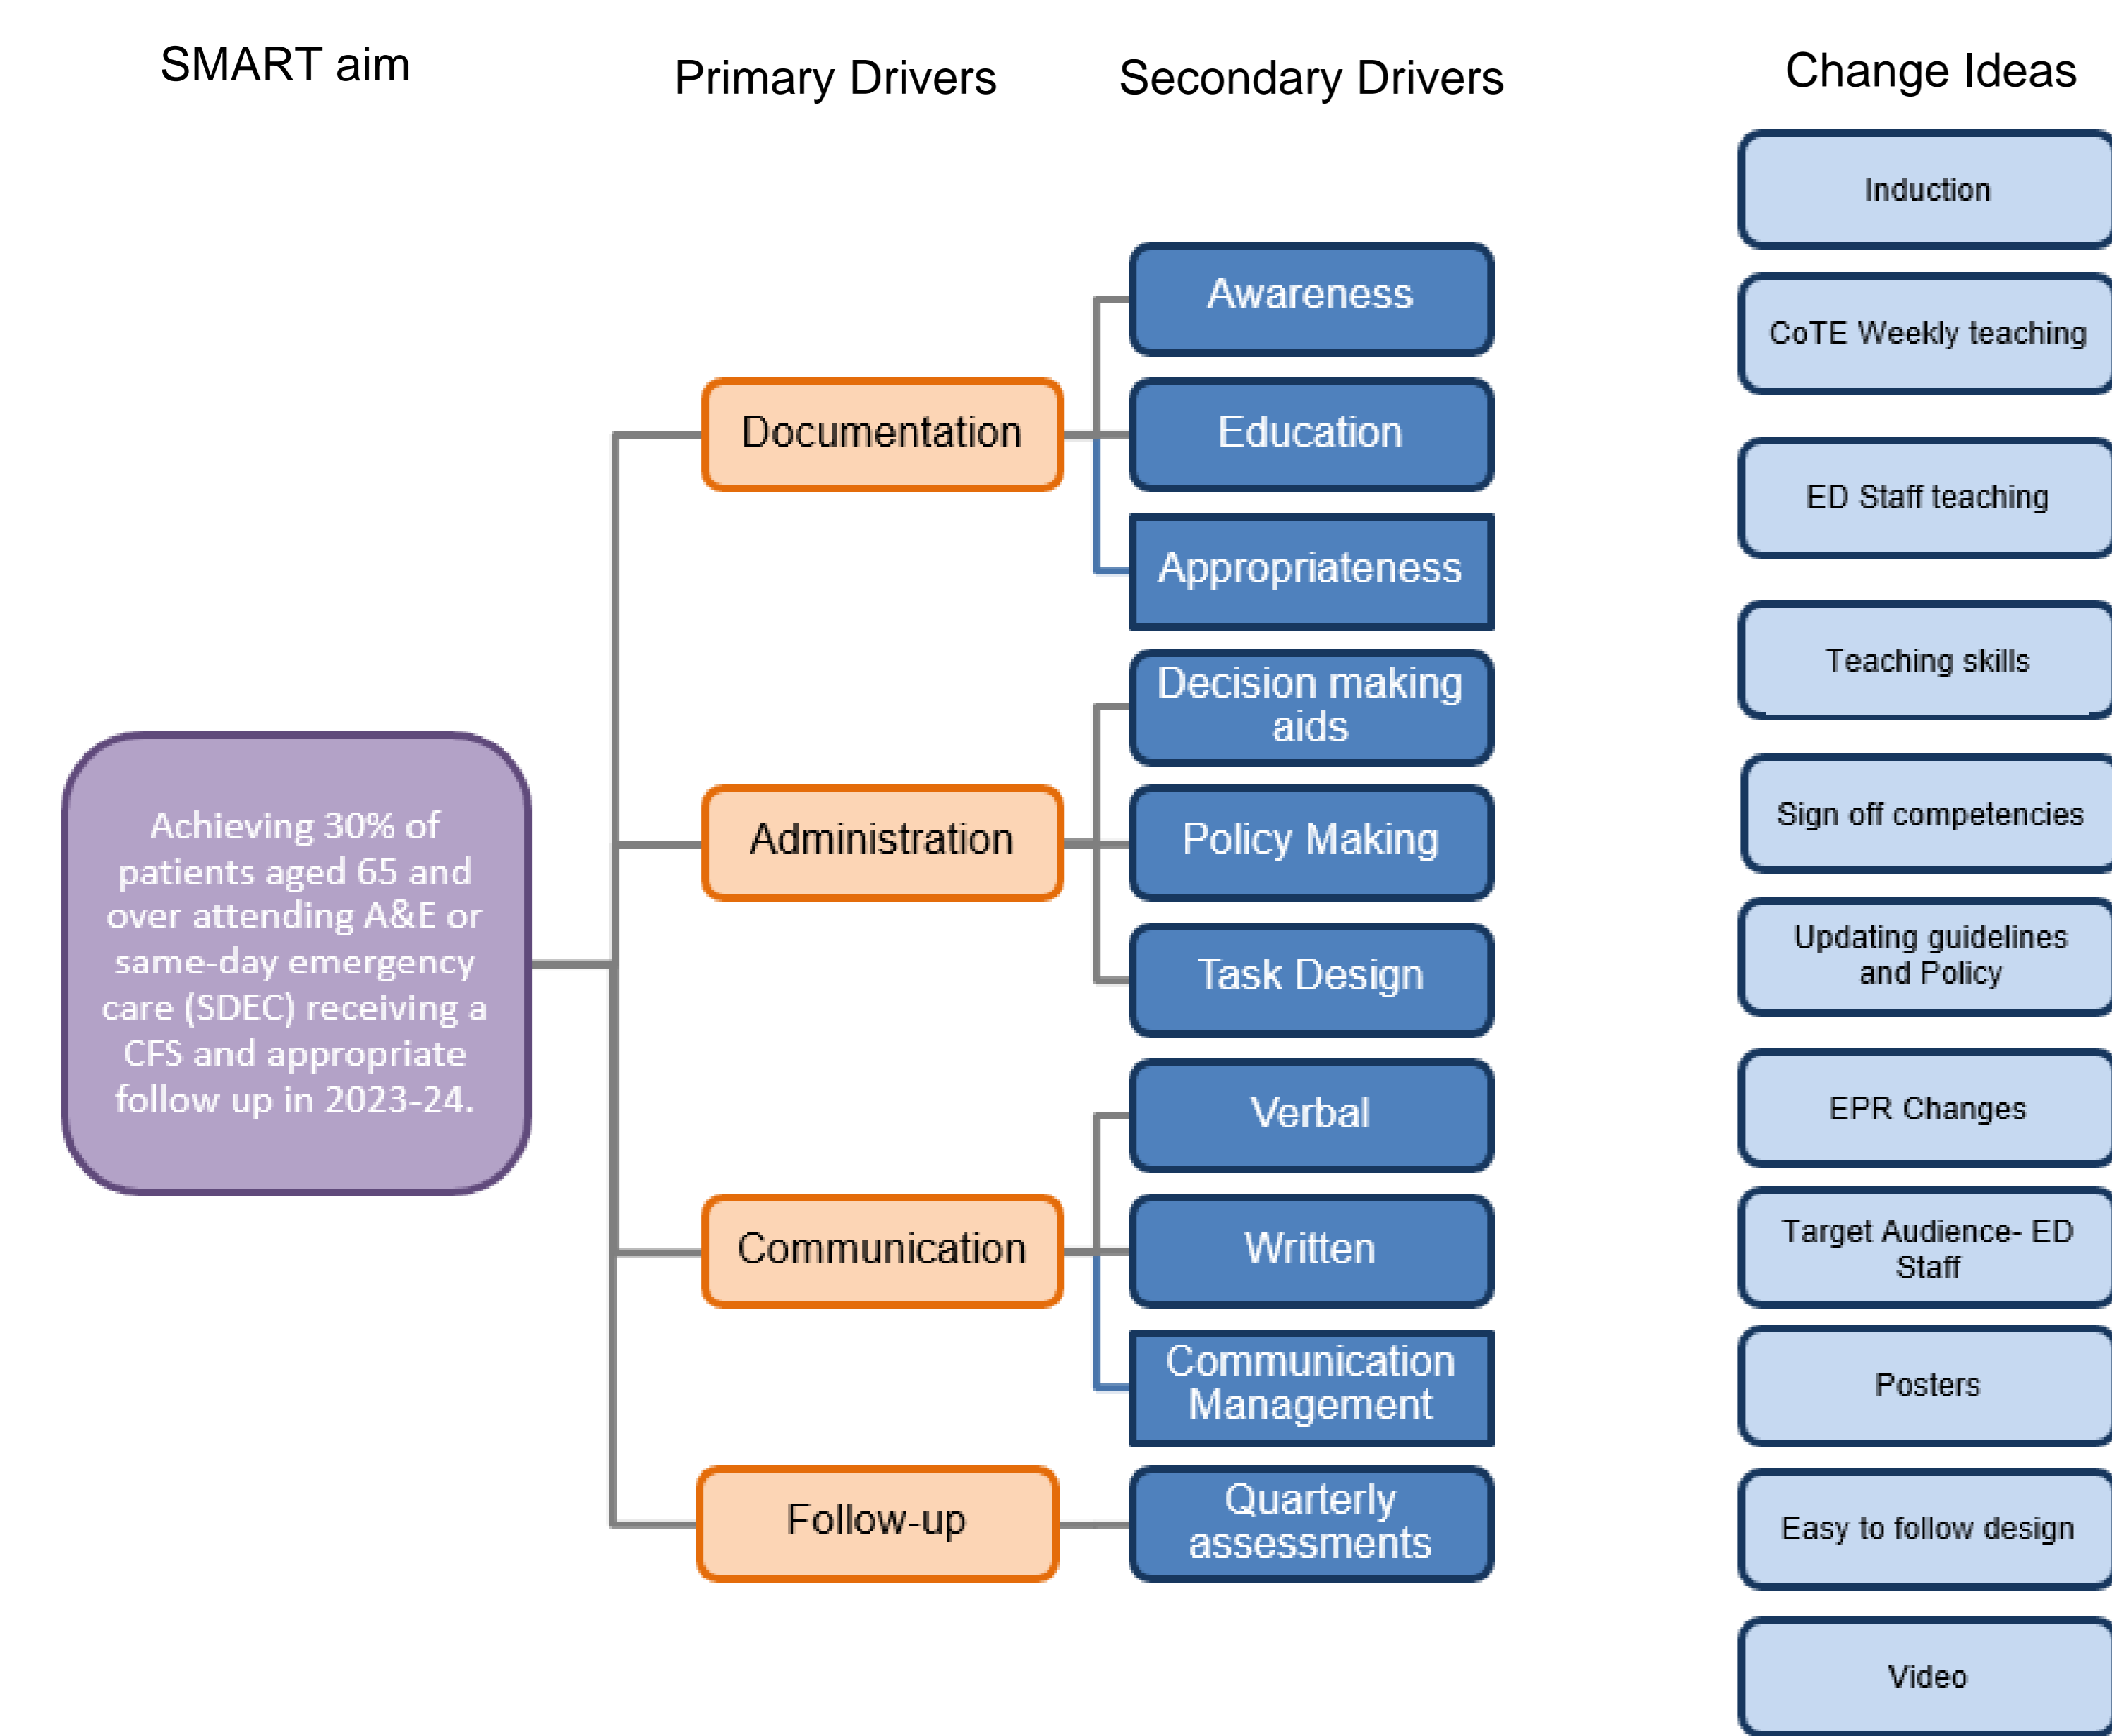 SMART aim
Primary Drivers
Secondary Drivers
Change Ideas
Achieving 30% of
patients aged 65 and
over attending A&E or
same-day emergency
care (SDEC) receiving a
CFS and appropriate
follow up in 2023-24.
Documentation
Administration
Communication
Follow-up
Awareness
Education
Appropriateness
Decision making
aids
Policy Making
Task Design
Verbal
Written
Communication
Management
Quarterly
assessments
Induction
CoTE Weekly teaching
ED Staff teaching
Teaching skills
Sign off competencies
Updating guidelines
and Policy
EPR Changes
Target Audience- ED
Staff
Posters
Easy to follow design
Video